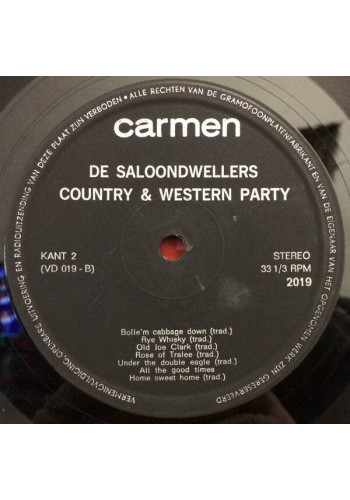 ALLE RECHTEN VAN DE GRAMOFOONPLATENFABRIKANT EN VAN DE EIGENAAR VAN HET OPGENOMEN WERK ZIJN GERESERVEERD
VERMENIGVULDIGING, OPENBARE UITVOERING EN RADIOUITZENDING VAN DEZE PLAAT ZIJN VERBODEN •
carmen
DE SALOONDWELLERS
COUNTRY & WESTERN PARTY
KANT 2
(VD 019 - B)
STEREO
33 1/3 RPM
2019
Bolle'm cabbage down (trad.)
Rye Whisky (trad.)
Old Joe Clark (trad.)
Rose of Tralee (trad.)
Under the double eagle (trad.)
All the good times
Home sweet home (trad.)